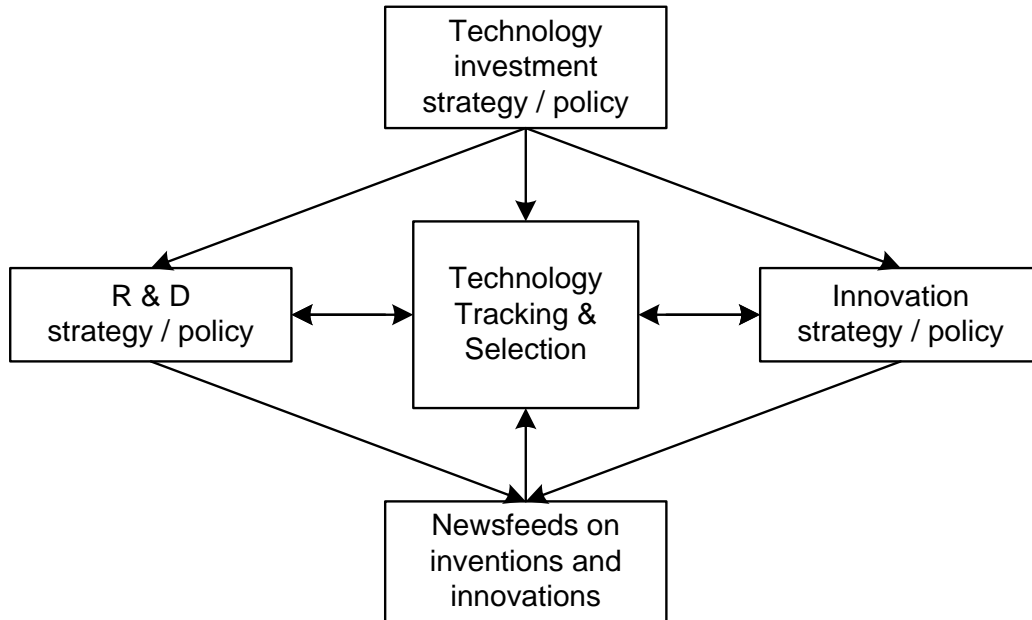 Technology
investment
strategy / policy
R & D
strategy / policy
Technology
Tracking &
Selection
Innovation
strategy / policy
Newsfeeds on
inventions and
innovations